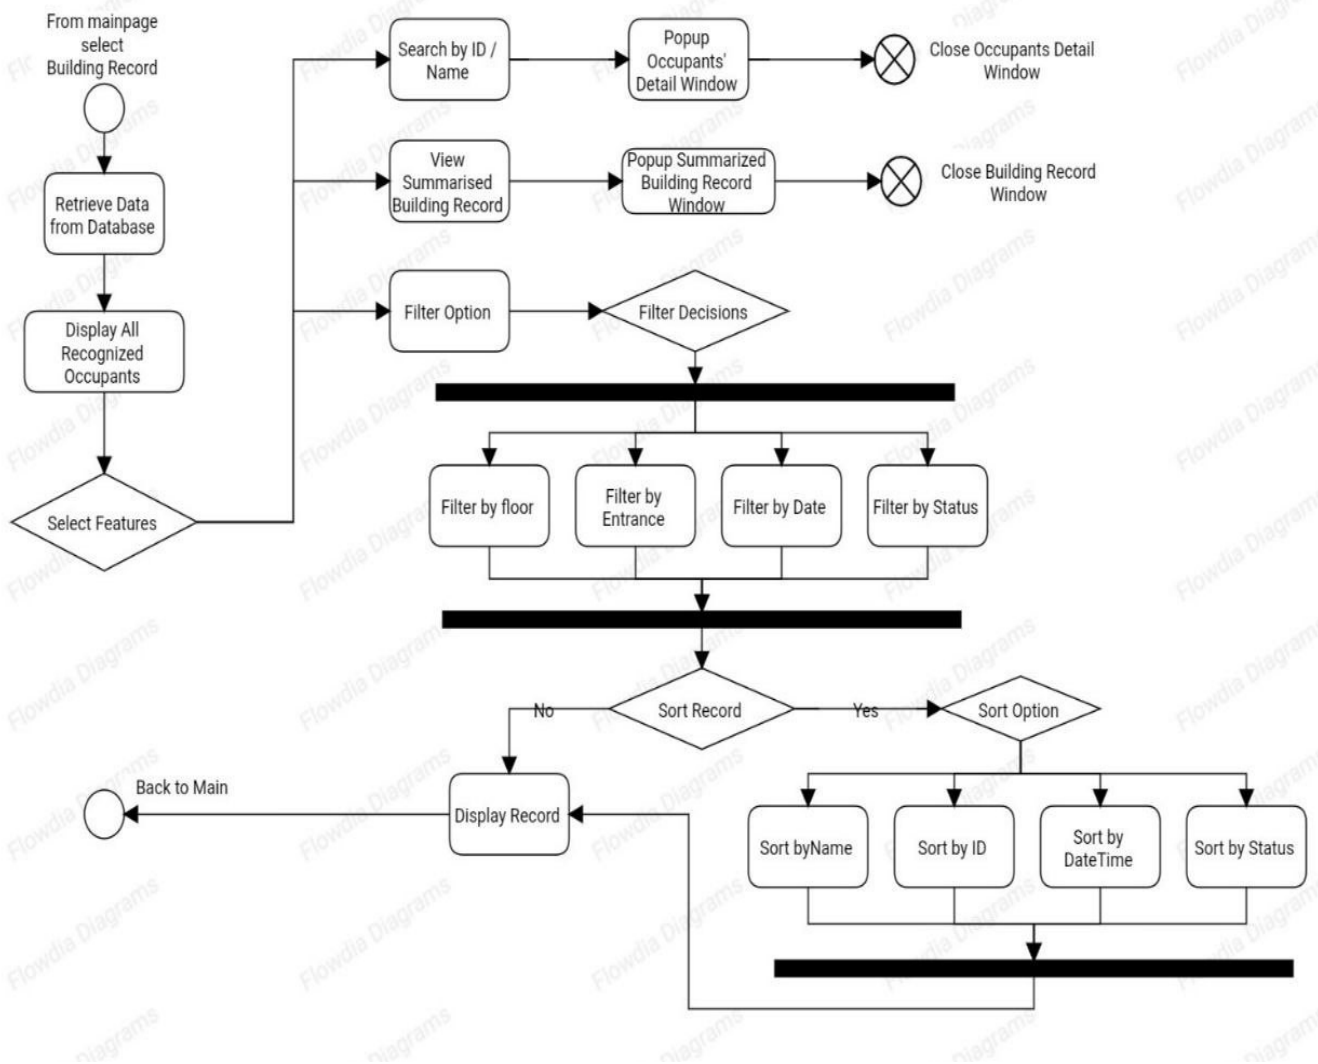 From mainpage
select
Building Record
Search by ID /
Name
Popup
Occupants'
Detail Window
Close Occupants Detail
Window
View
Summarised
Building Record
Popup Summarized
Building Record
Window
Close Building Record
Window
Retrieve Data
from Database
Filter Option
Filter Decisions
Display All
Recognized
Occupants
Select Features
Filter by floor
Filter by
Entrance
Filter by Date
Filter by Status
No
Sort Record
Yes
Sort Option
Back to Main
Display Record
Sort byName
Sort by ID
Sort by
DateTime
Sort by Status
Flowdia Diagrams